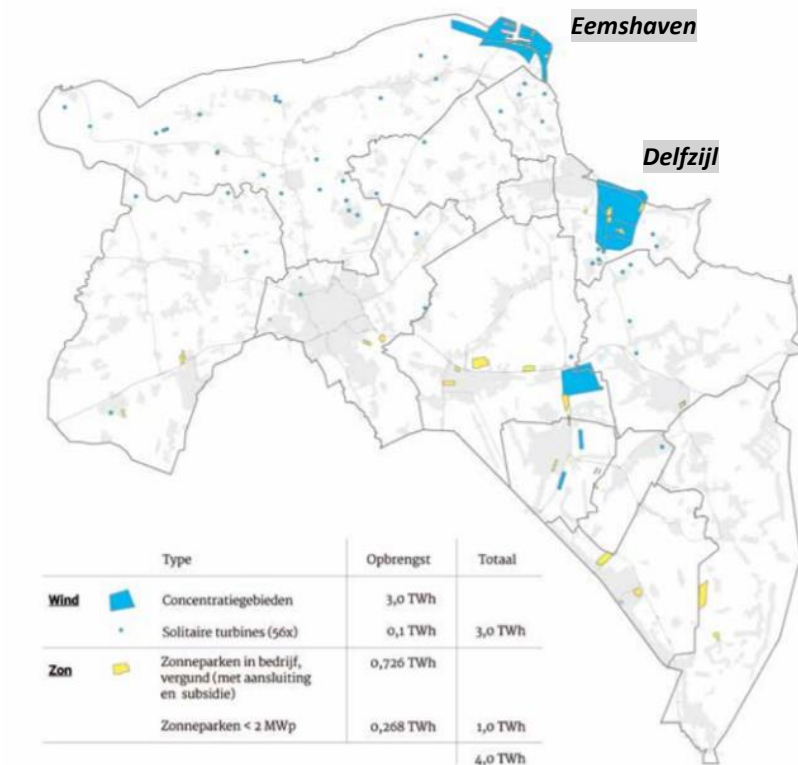 Eemshaven
Delfzijl
Type Opbrengst Totaal
Wind Concentratiegebieden 3,0 TWh
Solitaire turbines (56x) 0,1 TWh 3,0 TWh
Zon Zonneparken in bedrijf, 0,726 TWh
vergund (met aansluiting
en subsidie)
Zonneparken < 2 MWp 0,268 TWh 1,0 TWh
4,0 TWh